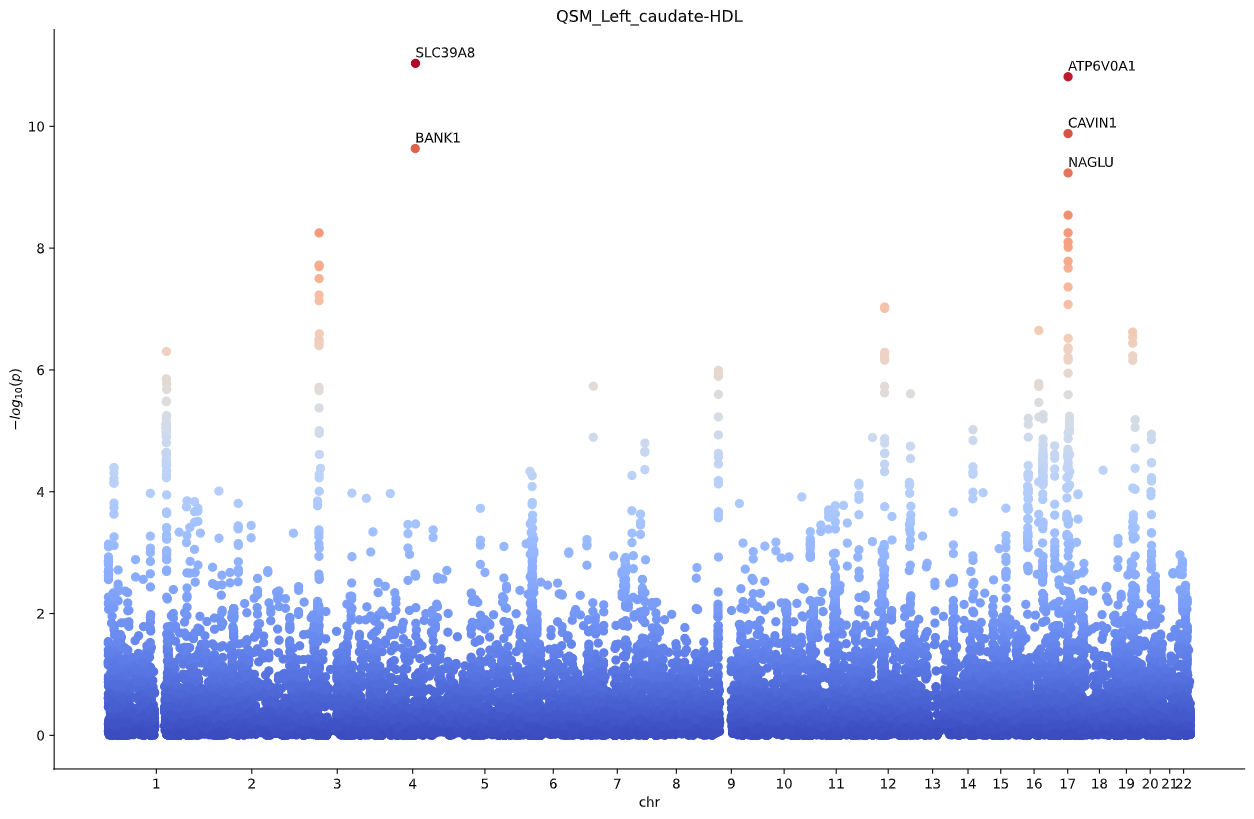 QSM_Left_caudate-HDL
SLC39A8
ATP6V0A1
CAVIN1
BANK1
NAGLU
10
8
6
4
2
0
−log10(p)
1 2 3 4 5 6 7 8 9 10 11 12 13 14 15 16 17 18 19 20 21 22
chr